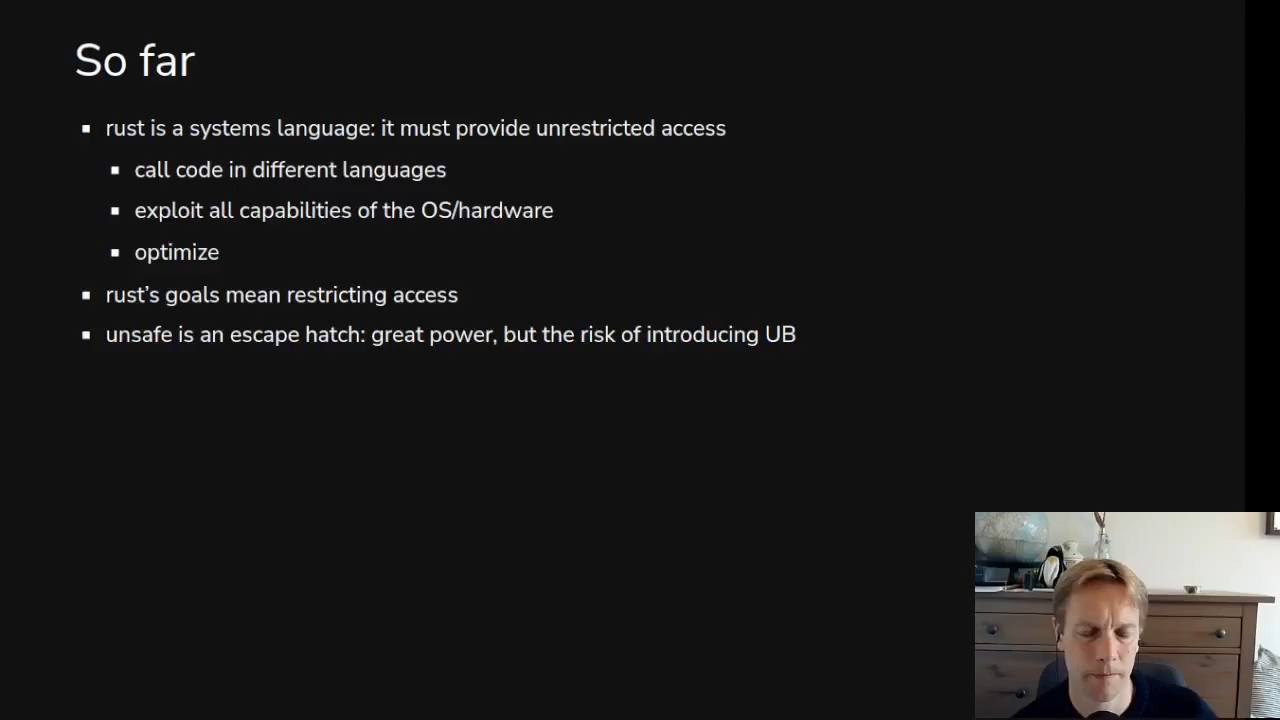 So far
rust is a systems language: it must provide unrestricted access
call code in different languages
exploit all capabilities of the OS/hardware
optimize
rust's goals mean restricting access
unsafe is an escape hatch: great power, but the risk of introducing UB